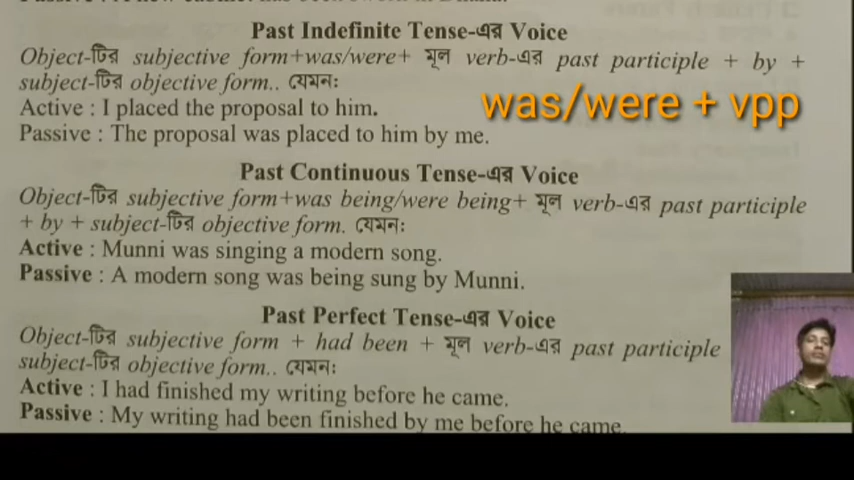 Past Indefinite Tense-এর Voice
Object-টির subjective form+was/were+ মূল verb-এর past participle + by +
subject-টির objective form.. যেমনঃ
Active : I placed the proposal to him.
was/were + vpp
Passive : The proposal was placed to him by me.
Past Continuous Tense-এর Voice
Object-টির subjective form+was being/were being+ মূল verb-এর past participle
+ by + subject-টির objective form. যেমনঃ
Active : Munni was singing a modern song.
Passive : A modern song was being sung by Munni.
Past Perfect Tense-এর Voice
Object-টির subjective form + had been + মূল verb-এর past participle
subject-টির objective form.. যেমনঃ
Active : I had finished my writing before he came.
Passive : My writing had been finished by me before he came.